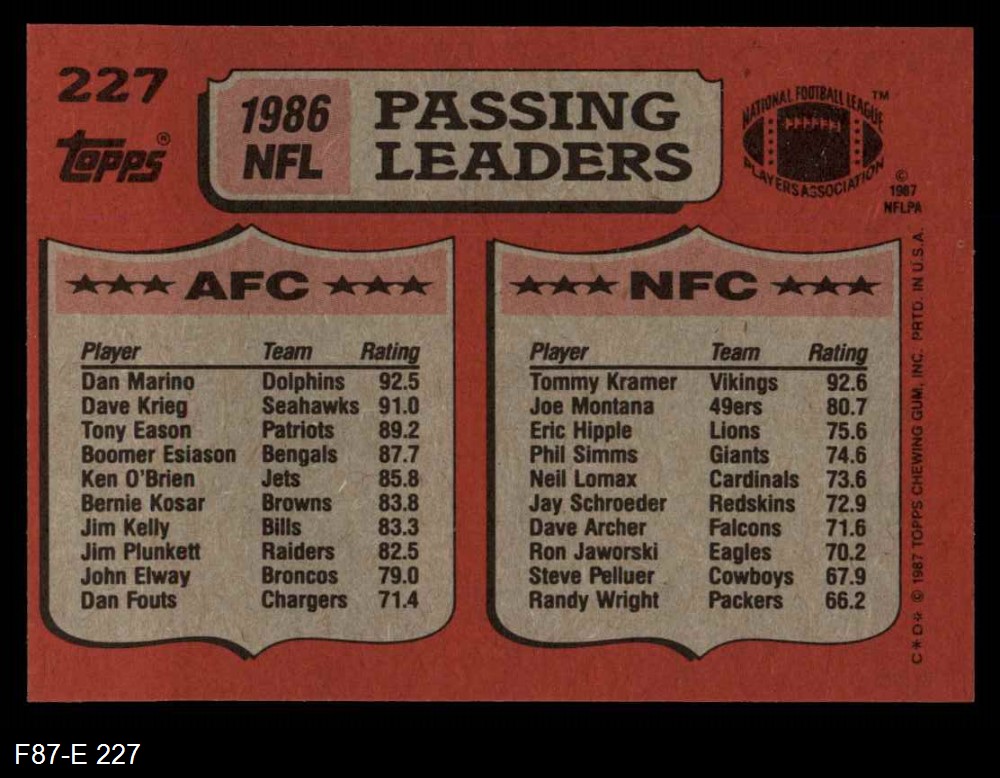 227
topps®
1986
NFL
PASSING
LEADERS
NATIONAL FOOTBALL LEAGUE
PLAYERS ASSOCIATION
™
©
1987
NFLPA
★★★ AFC ★★★
Player Team Rating
Dan Marino Dolphins 92.5
Dave Krieg Seahawks 91.0
Tony Eason Patriots 89.2
Boomer Esiason Bengals 87.7
Ken O'Brien Jets 85.8
Bernie Kosar Browns 83.8
Jim Kelly Bills 83.3
Jim Plunkett Raiders 82.5
John Elway Broncos 79.0
Dan Fouts Chargers 71.4
★★★ NFC ★★★
Player Team Rating
Tommy Kramer Vikings 92.6
Joe Montana 49ers 80.7
Eric Hipple Lions 75.6
Phil Simms Giants 74.6
Neil Lomax Cardinals 73.6
Jay Schroeder Redskins 72.9
Dave Archer Falcons 71.6
Ron Jaworski Eagles 70.2
Steve Pelluer Cowboys 67.9
Randy Wright Packers 66.2
C*D* © 1987 TOPPS CHEWING GUM, INC. PRTD. IN U.S.A.
F87-E 227